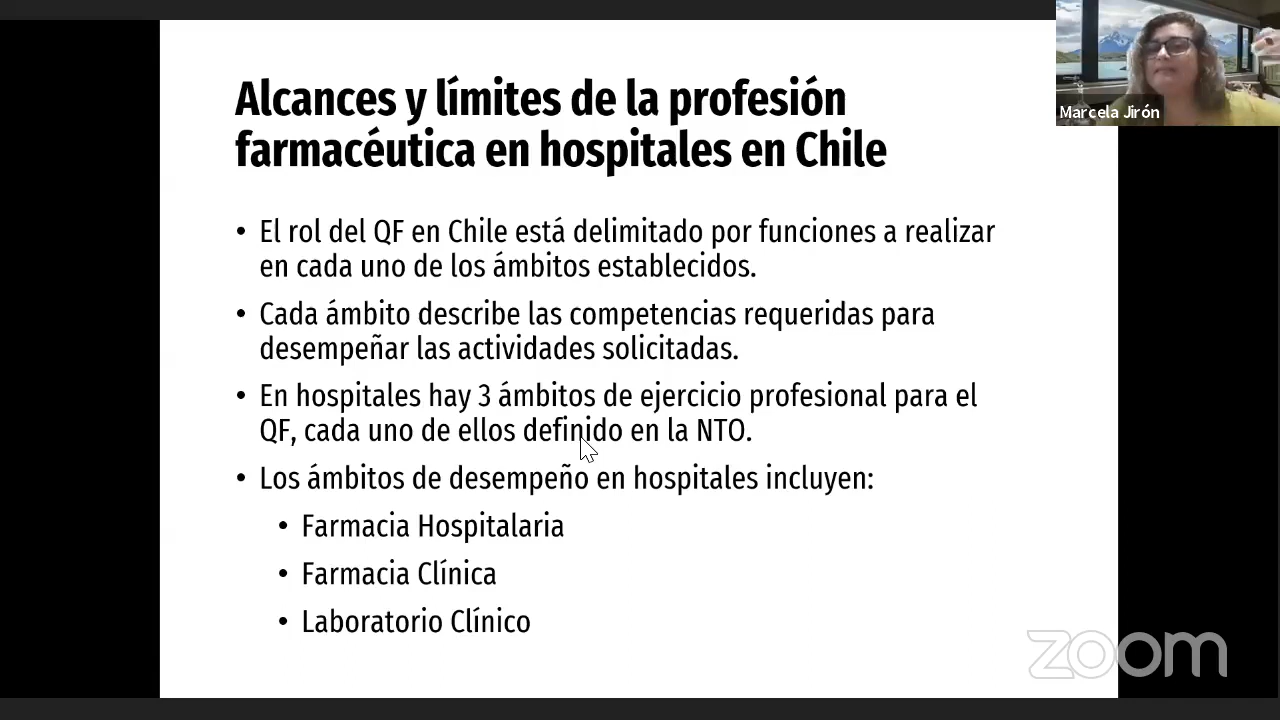 Alcances y límites de la profesión
farmacéutica en hospitales en Chile
• El rol del QF en Chile está delimitado por funciones a realizar
en cada uno de los ámbitos establecidos.
• Cada ámbito describe las competencias requeridas para
desempeñar las actividades solicitadas.
• En hospitales hay 3 ámbitos de ejercicio profesional para el
QF, cada uno de ellos definido en la NTO.
• Los ámbitos de desempeño en hospitales incluyen:
• Farmacia Hospitalaria
• Farmacia Clínica
• Laboratorio Clínico
Marcela Jirón
zoom